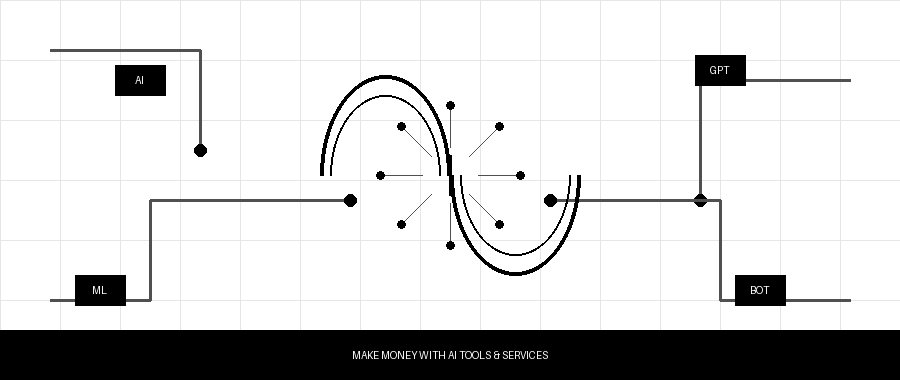 AI
GPT
ML
BOT
MAKE MONEY WITH AI TOOLS & SERVICES